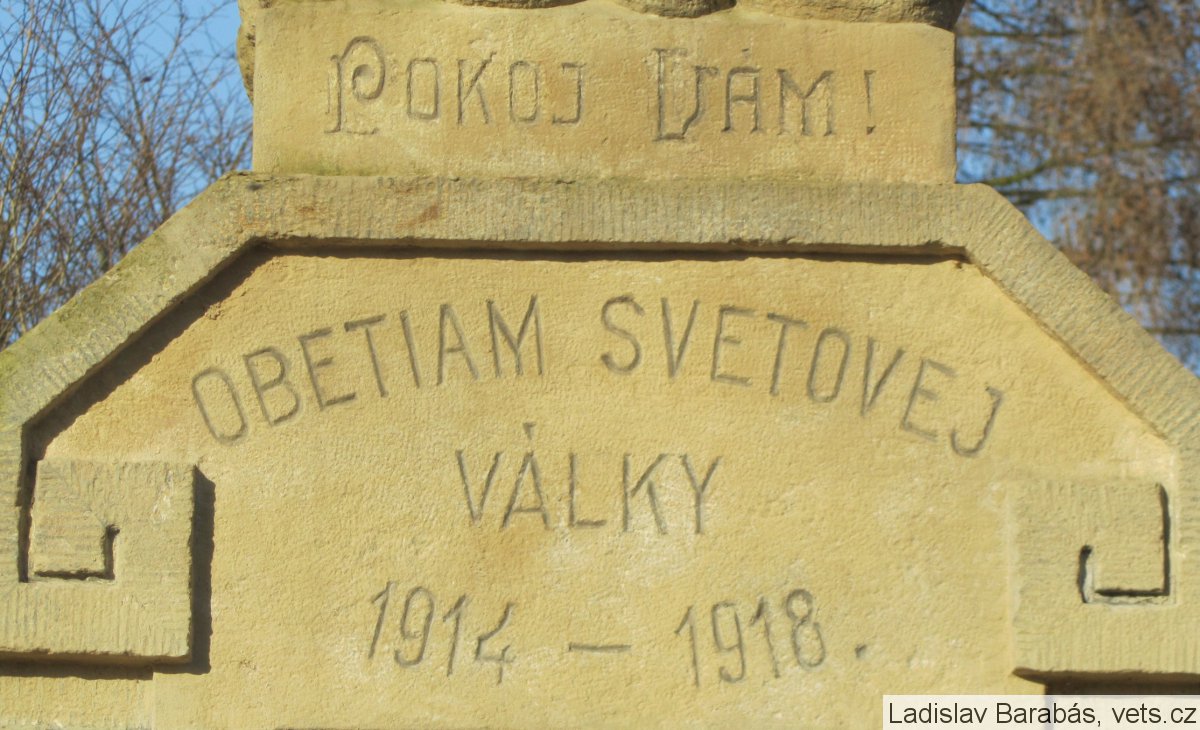 POKOJ VÁM!
OBETIAM SVETOVEJ
VÁLKY
1914 – 1918.
Ladislav Barabás, vets.cz